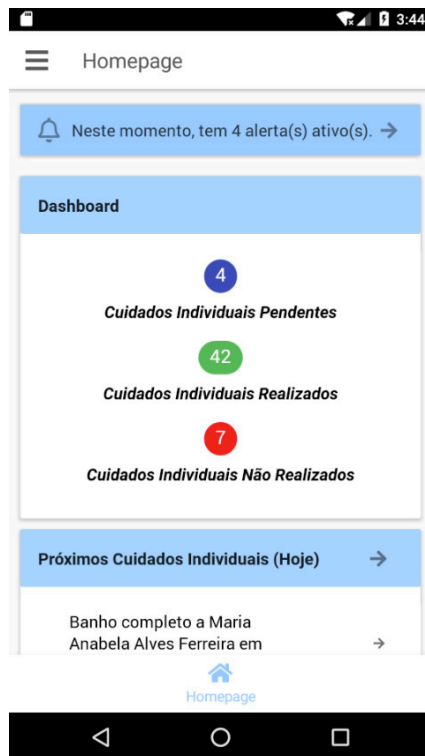 3:44
Homepage
Neste momento, tem 4 alerta(s) ativo(s).
Dashboard
4
Cuidados Individuais Pendentes
42
Cuidados Individuais Realizados
7
Cuidados Individuais Não Realizados
Próximos Cuidados Individuais (Hoje)
Banho completo a Maria
Anabela Alves Ferreira em
Homepage